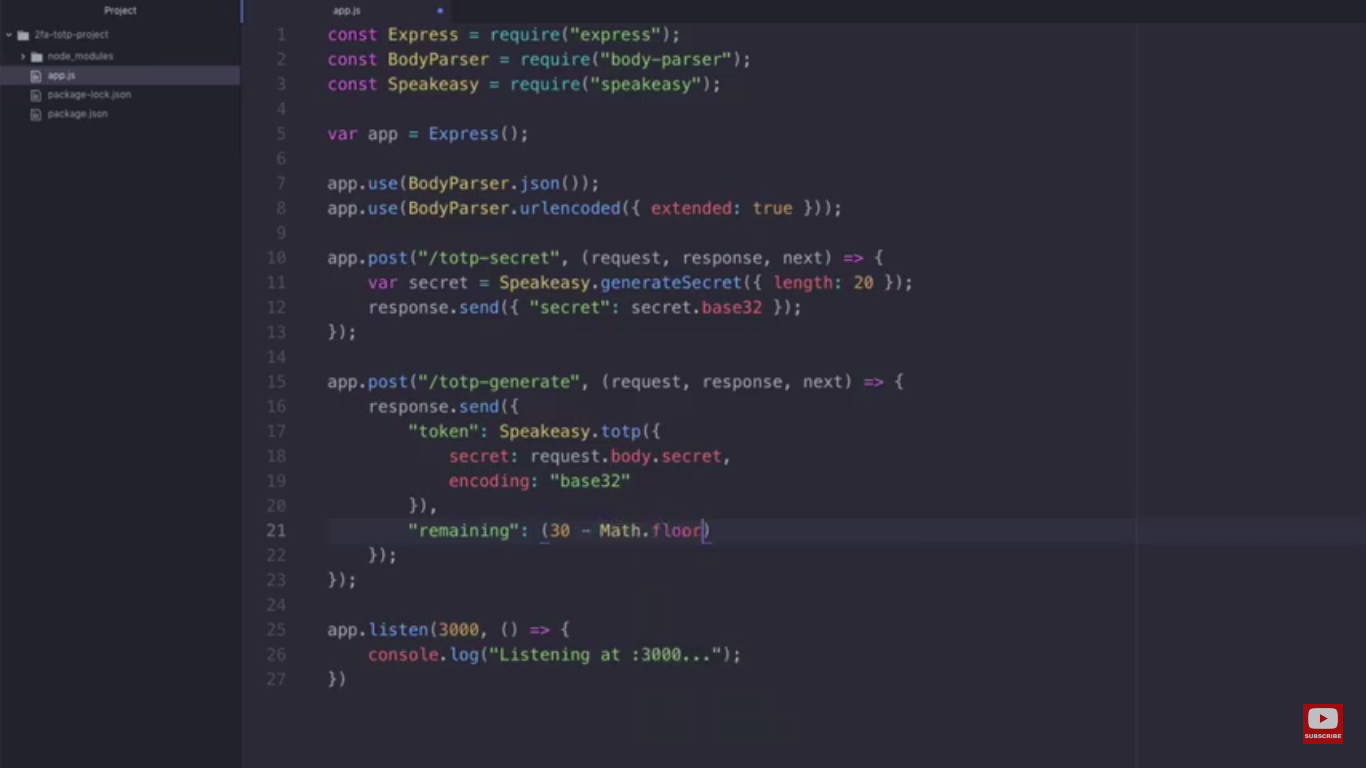 Project
2fa-totp-project
node_modules
app.js
package-lock.json
package.json
app.js
1 const Express = require("express");
2 const BodyParser = require("body-parser");
3 const Speakeasy = require("speakeasy");
4
5 var app = Express();
6
7 app.use(BodyParser.json());
8 app.use(BodyParser.urlencoded({ extended: true }));
9
10 app.post("/totp-secret", (request, response, next) => {
11     var secret = Speakeasy.generateSecret({ length: 20 });
12     response.send({ "secret": secret.base32 });
13 });
14
15 app.post("/totp-generate", (request, response, next) => {
16     response.send({
17         "token": Speakeasy.totp({
18             secret: request.body.secret,
19             encoding: "base32"
20         }),
21         "remaining": (30 - Math.floor)
22     });
23 });
24
25 app.listen(3000, () => {
26     console.log("Listening at :3000...");
27 })
SUBSCRIBE